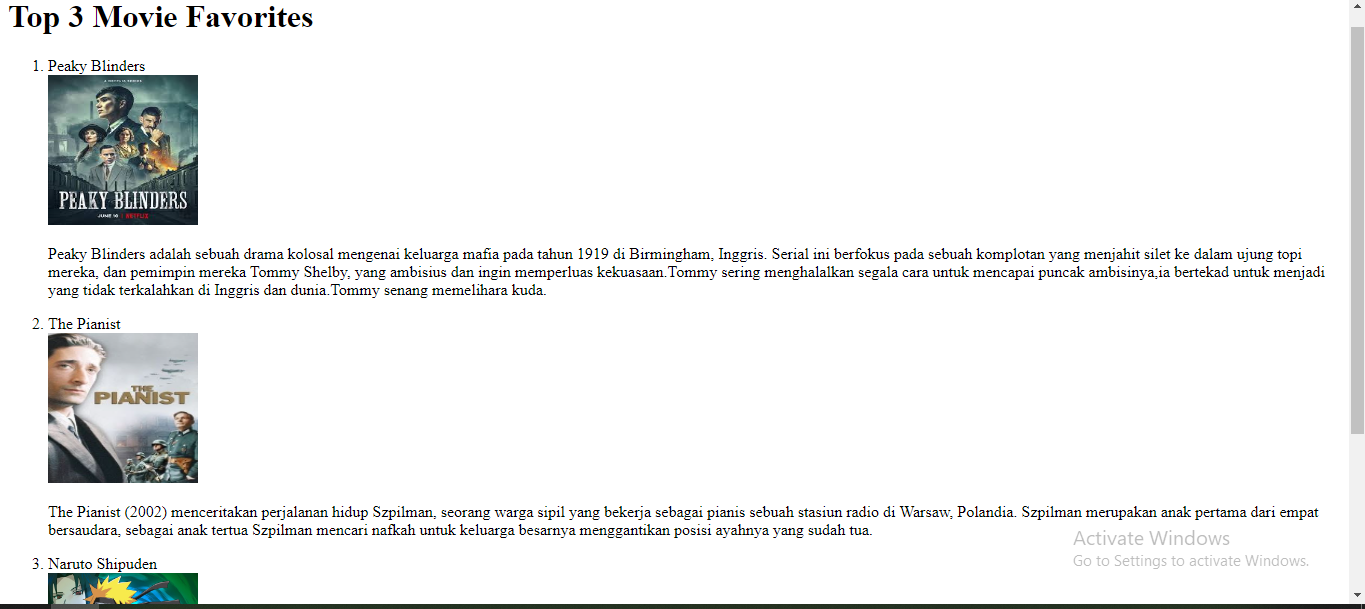 Top 3 Movie Favorites
1. Peaky Blinders
PEAKY BLINDERS
JUNE 10 NETFLIX
Peaky Blinders adalah sebuah drama kolosal mengenai keluarga mafia pada tahun 1919 di Birmingham, Inggris. Serial ini berfokus pada sebuah komplotan yang menjahit silet ke dalam ujung topi
mereka, dan pemimpin mereka Tommy Shelby, yang ambisius dan ingin memperluas kekuasaan.Tommy sering menghalalkan segala cara untuk mencapai puncak ambisinya,ia bertekad untuk menjadi
yang tidak terkalahkan di Inggris dan dunia.Tommy senang memelihara kuda.
2. The Pianist
THE
PIANIST
The Pianist (2002) menceritakan perjalanan hidup Szpilman, seorang warga sipil yang bekerja sebagai pianis sebuah stasiun radio di Warsaw, Polandia. Szpilman merupakan anak pertama dari empat
bersaudara, sebagai anak tertua Szpilman mencari nafkah untuk keluarga besarnya menggantikan posisi ayahnya yang sudah tua.
Activate Windows
Go to Settings to activate Windows.
3. Naruto Shipuden